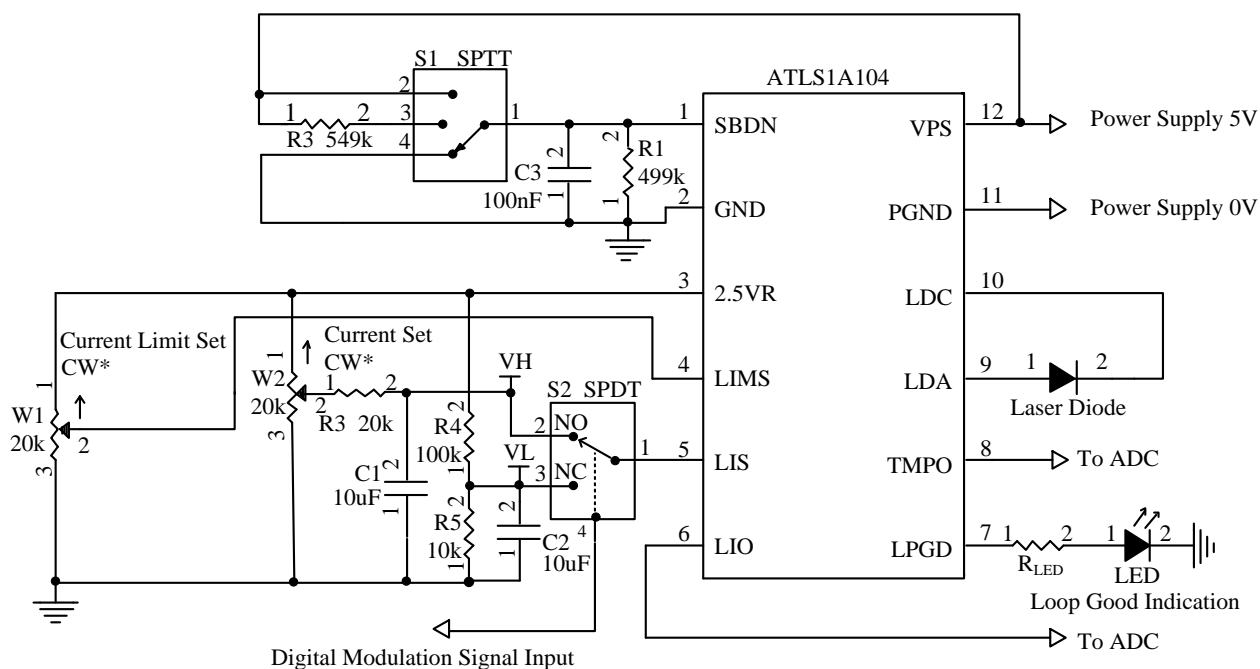 S1 SPTT
ATLS1A104
2
1 2 3
R3 549k
4
1
2
C3
100nF
1
2
R1
499k
1
1 SBDN
VPS 12
Power Supply 5V
2 GND
PGND 11
Power Supply 0V
3 2.5VR
LDC 10
4 LIMS
LDA 9
1 2
Laser Diode
5 LIS
TMPO 8
To ADC
6 LIO
LPGD 7
1 2
RLED
1 2
LED
Loop Good Indication
To ADC
Current Limit Set
CW*
1
W1
20k
2
3
Current Set
CW*
1
W2
20k
2
3
1 2
R3 20k
VH
2
R4
100k
1
VL
S2 SPDT
NO
2
1
3 NC
4
C1 2
10uF
1
2
R5
10k
1
2
C2
1 10uF
Digital Modulation Signal Input